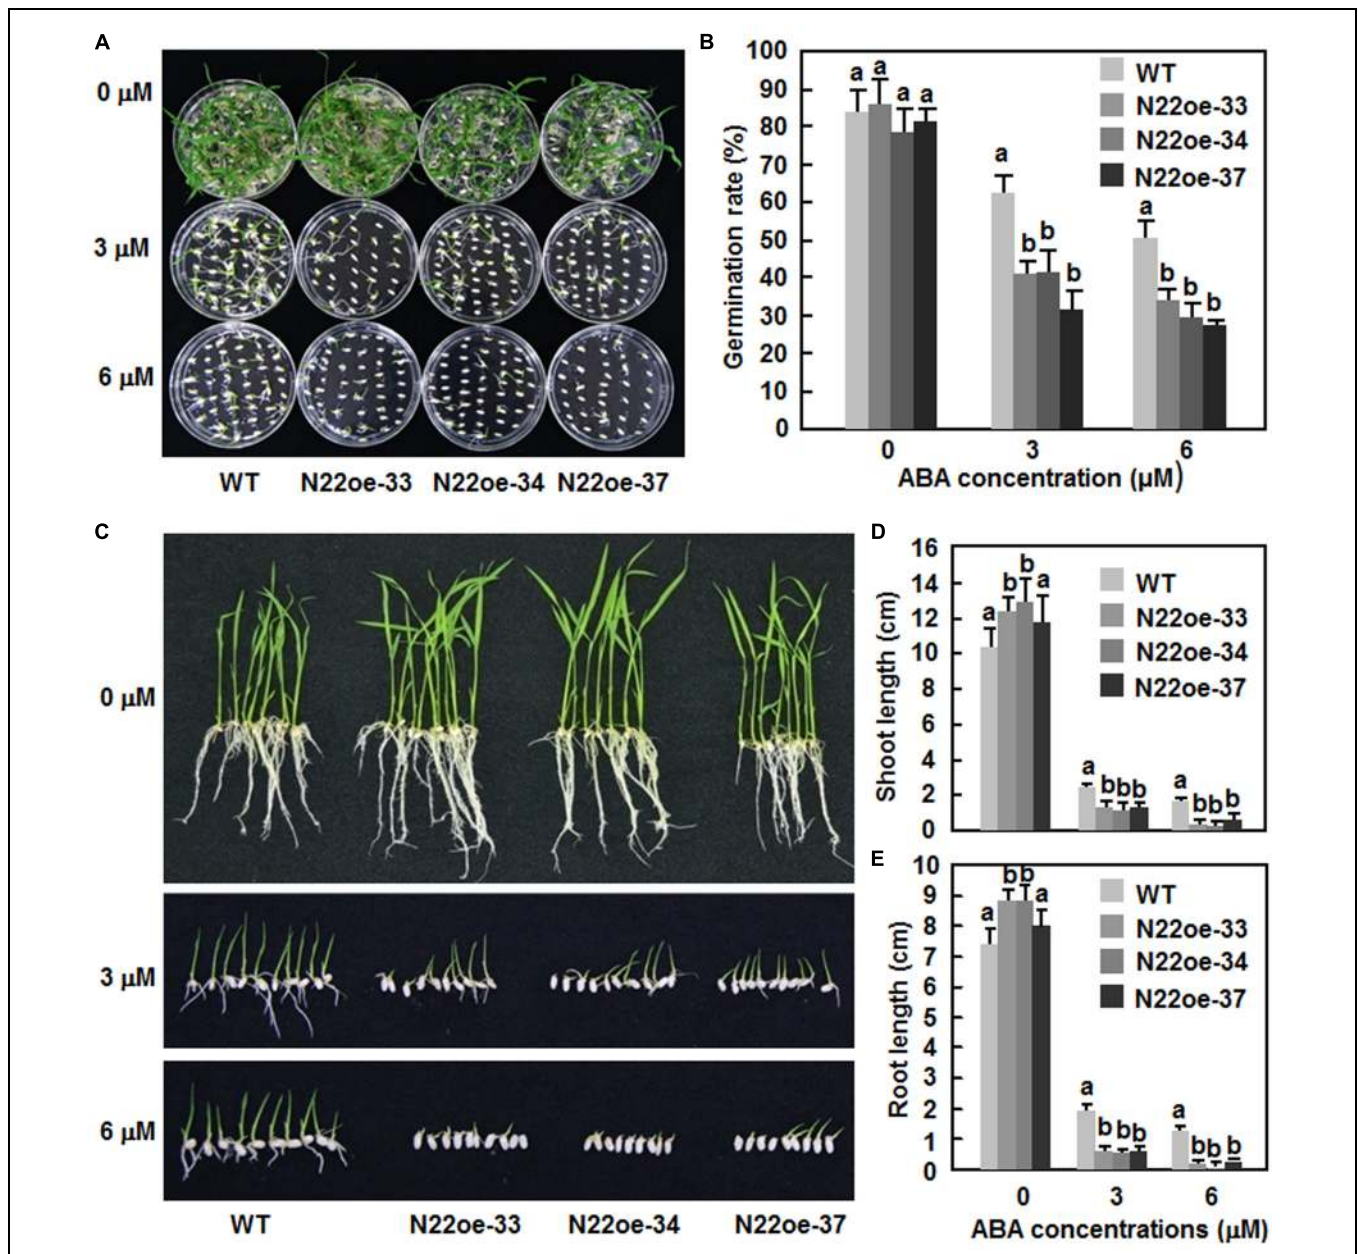 A
0 µM
3 µM
6 µM
WT N22oe-33 N22oe-34 N22oe-37
B
Germination rate (%)
100
90
80
70
60
50
40
30
20
10
0
a a a a
a b b b
a b b b
WT
N22oe-33
N22oe-34
N22oe-37
0 3 6
ABA concentration (µM)
C
0 µM
3 µM
6 µM
WT N22oe-33 N22oe-34 N22oe-37
D
Shoot length (cm)
16
14
12
10
8
6
4
2
0
a b b a
a b b b
a b b b
WT
N22oe-33
N22oe-34
N22oe-37
E
Root length (cm)
10
9
8
7
6
5
4
3
2
1
0
a b b a
a b b b
a b b b
WT
N22oe-33
N22oe-34
N22oe-37
0 3 6
ABA concentrations (µM)